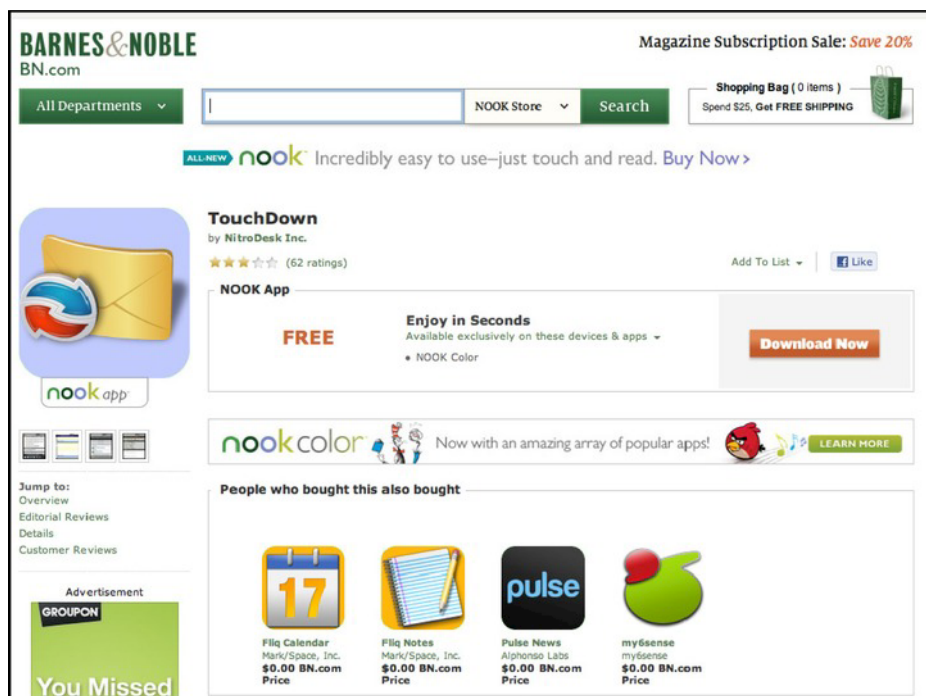 BARNES&NOBLE
BN.com
Magazine Subscription Sale: Save 20%
All Departments
NOOK Store
Search
Shopping Bag ( 0 items )
Spend $25, Get FREE SHIPPING
ALL-NEW nook Incredibly easy to use–just touch and read. Buy Now >
TouchDown
by NitroDesk Inc.
(62 ratings)
Add To List
Like
NOOK App
FREE
Enjoy in Seconds
Available exclusively on these devices & apps
• NOOK Color
Download Now
nook app
nook color Now with an amazing array of popular apps! LEARN MORE
Jump to:
Overview
Editorial Reviews
Details
Customer Reviews
Advertisement
GROUPON
You Missed
People who bought this also bought
17
pulse
Fliq Calendar
Mark/Space, Inc.
$0.00 BN.com
Price
Fliq Notes
Mark/Space, Inc.
$0.00 BN.com
Price
Pulse News
Alphonso Labs
$0.00 BN.com
Price
my6sense
my6sense
$0.00 BN.com
Price